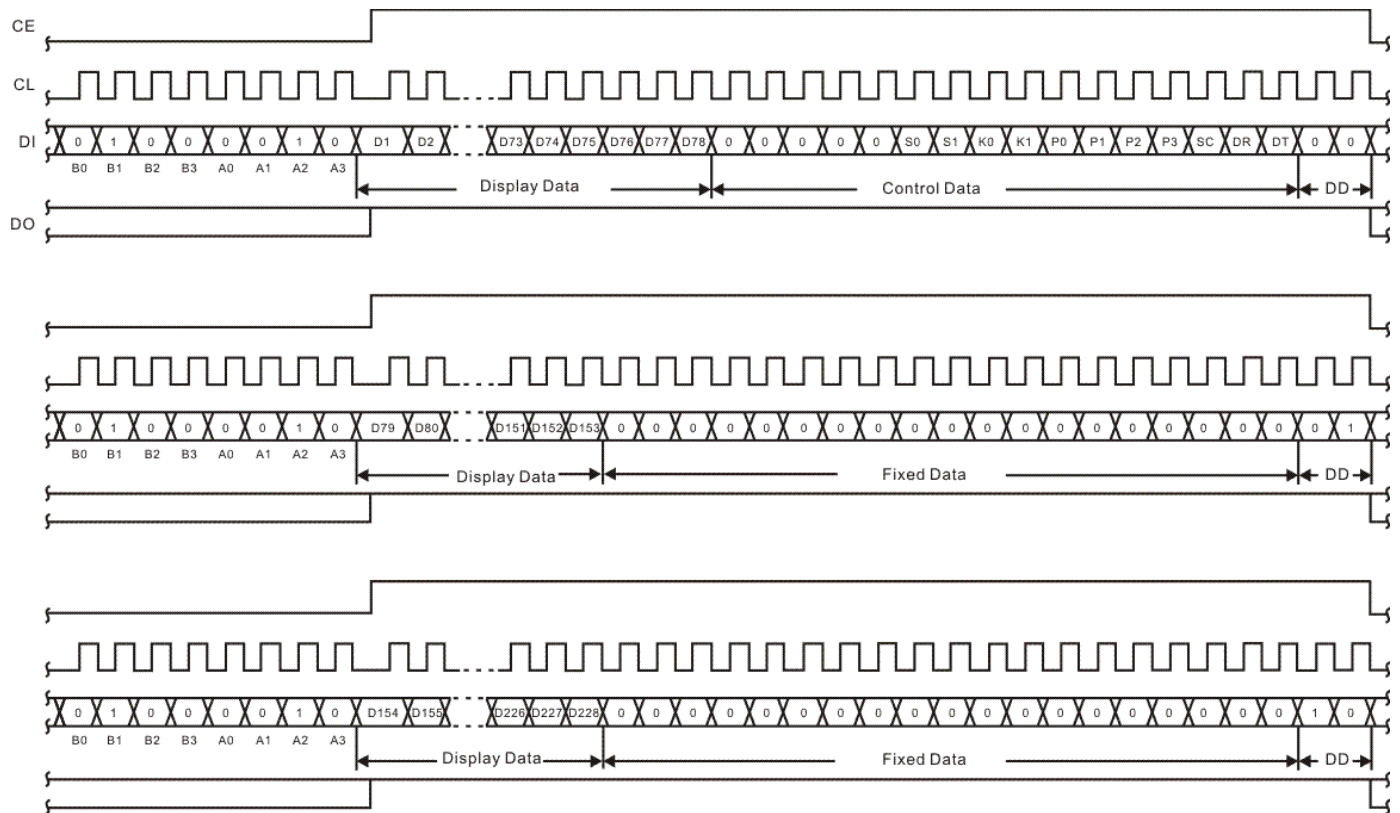 CE
CL
DI 0 1 0 0 0 0 1 0 D1 D2 D73 D74 D75 D76 D77 D78 0 0 0 0 0 S0 S1 K0 K1 P0 P1 P2 P3 SC DR DT 0 0
B0 B1 B2 B3 A0 A1 A2 A3
Display Data Control Data DD
DO
0 1 0 0 0 0 1 0 D79 D80 D151 D152 D153 0 0 0 0 0 0 0 0 0 0 0 0 0 0 0 0 0 0 0 0 1
B0 B1 B2 B3 A0 A1 A2 A3
Display Data Fixed Data DD
0 1 0 0 0 0 1 0 D154 D155 D226 D227 D228 0 0 0 0 0 0 0 0 0 0 0 0 0 0 0 0 0 0 0 1 0
B0 B1 B2 B3 A0 A1 A2 A3
Display Data Fixed Data DD